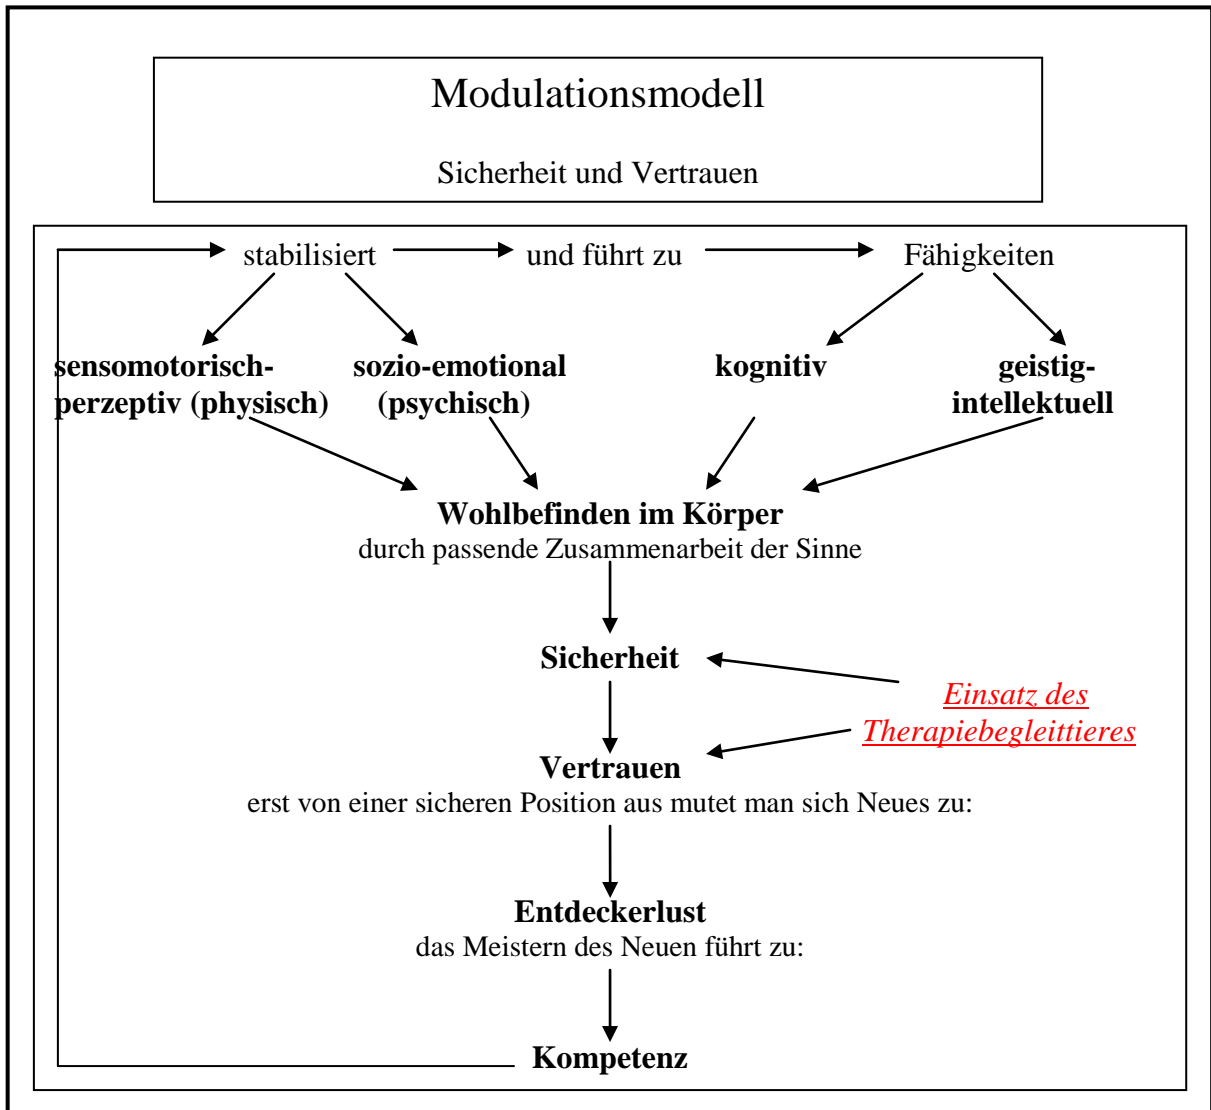 Modulationsmodell
Sicherheit und Vertrauen
stabilisiert und führt zu Fähigkeiten
sensomotorisch-
perzeptiv (physisch)
sozio-emotional
(psychisch)
kognitiv
geistig-
intellektuell
Wohlbefinden im Körper
durch passende Zusammenarbeit der Sinne
Sicherheit
Einsatz des
Therapiebegleittieres
Vertrauen
erst von einer sicheren Position aus mutet man sich Neues zu:
Entdeckerlust
das Meistern des Neuen führt zu:
Kompetenz